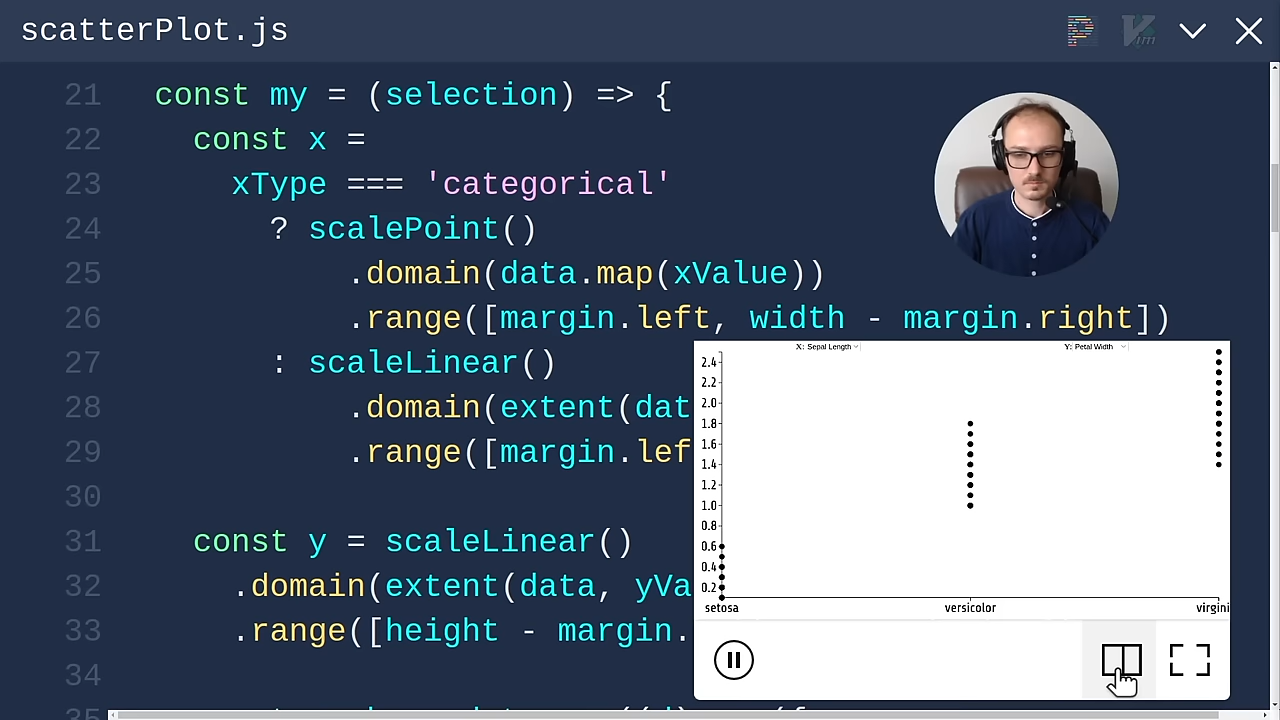 scatterPlot.js
21 const my = (selection) => {
22 const x =
23 xType === 'categorical'
24 ? scalePoint()
25 .domain(data.map(xValue))
26 .range([margin.left, width - margin.right])
27 : scaleLinear()
28 .domain(extent(dat
29 .range([margin.lef
30
31 const y = scaleLinear()
32 .domain(extent(data, yVa
33 .range([height - margin.
34
X: Sepal Length
Y: Petal Width
2.4
2.2
2.0
1.8
1.6
1.4
1.2
1.0
0.8
0.6
0.4
0.2
setosa versicolor virgini